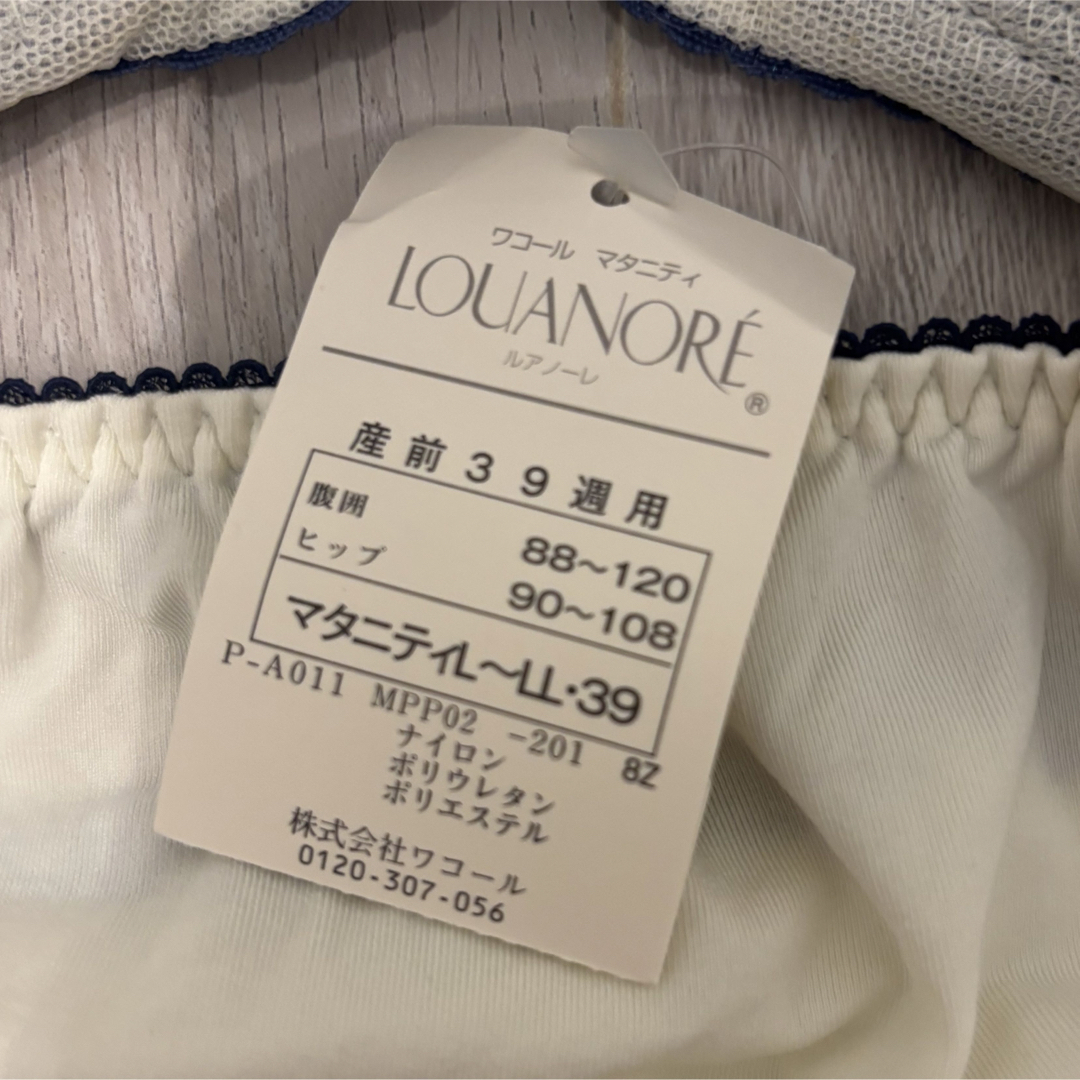 ワコール マタニティ
LOUANORÉ®
ルアノーレ
産前39週用
腹囲 88~120
ヒップ 90~108
マタニティL~LL・39
P-A011 MPP02 -201 8Z
ナイロン
ポリウレタン
ポリエステル
株式会社ワコール
0120-307-056